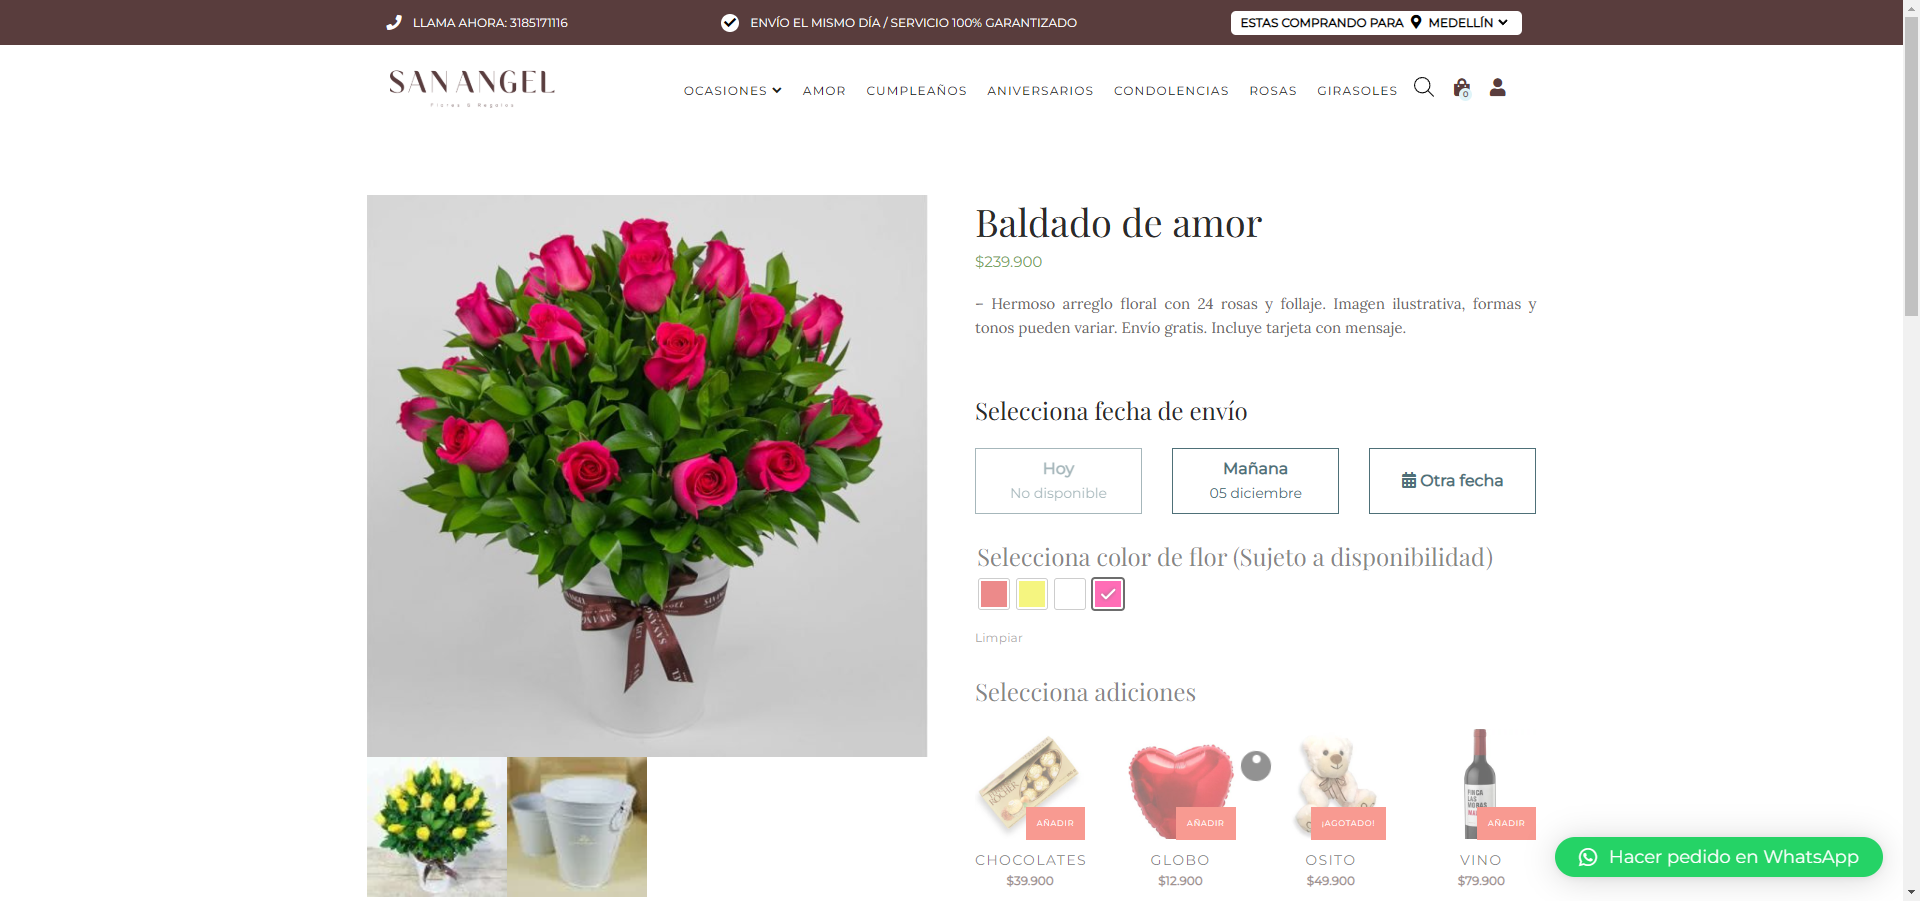 LLAMA AHORA: 3185171116
ENVÍO EL MISMO DÍA / SERVICIO 100% GARANTIZADO
ESTAS COMPRANDO PARA MEDELLÍN
SAN ANGEL
Flores & Regalos
OCASIONES AMOR CUMPLEAÑOS ANIVERSARIOS CONDOLENCIAS ROSAS GIRASOLES
0
Baldado de amor
$239.900
– Hermoso arreglo floral con 24 rosas y follaje. Imagen ilustrativa, formas y
tonos pueden variar. Envío gratis. Incluye tarjeta con mensaje.
Selecciona fecha de envío
Hoy
No disponible
Mañana
05 diciembre
Otra fecha
Selecciona color de flor (Sujeto a disponibilidad)
Limpiar
Selecciona adiciones
AÑADIR
AÑADIR
¡AGOTADO!
AÑADIR
FINCA
LAS
MORAS
CHOCOLATES
GLOBO
OSITO
VINO
$39.900
$12.900
$49.900
$79.900
Hacer pedido en WhatsApp